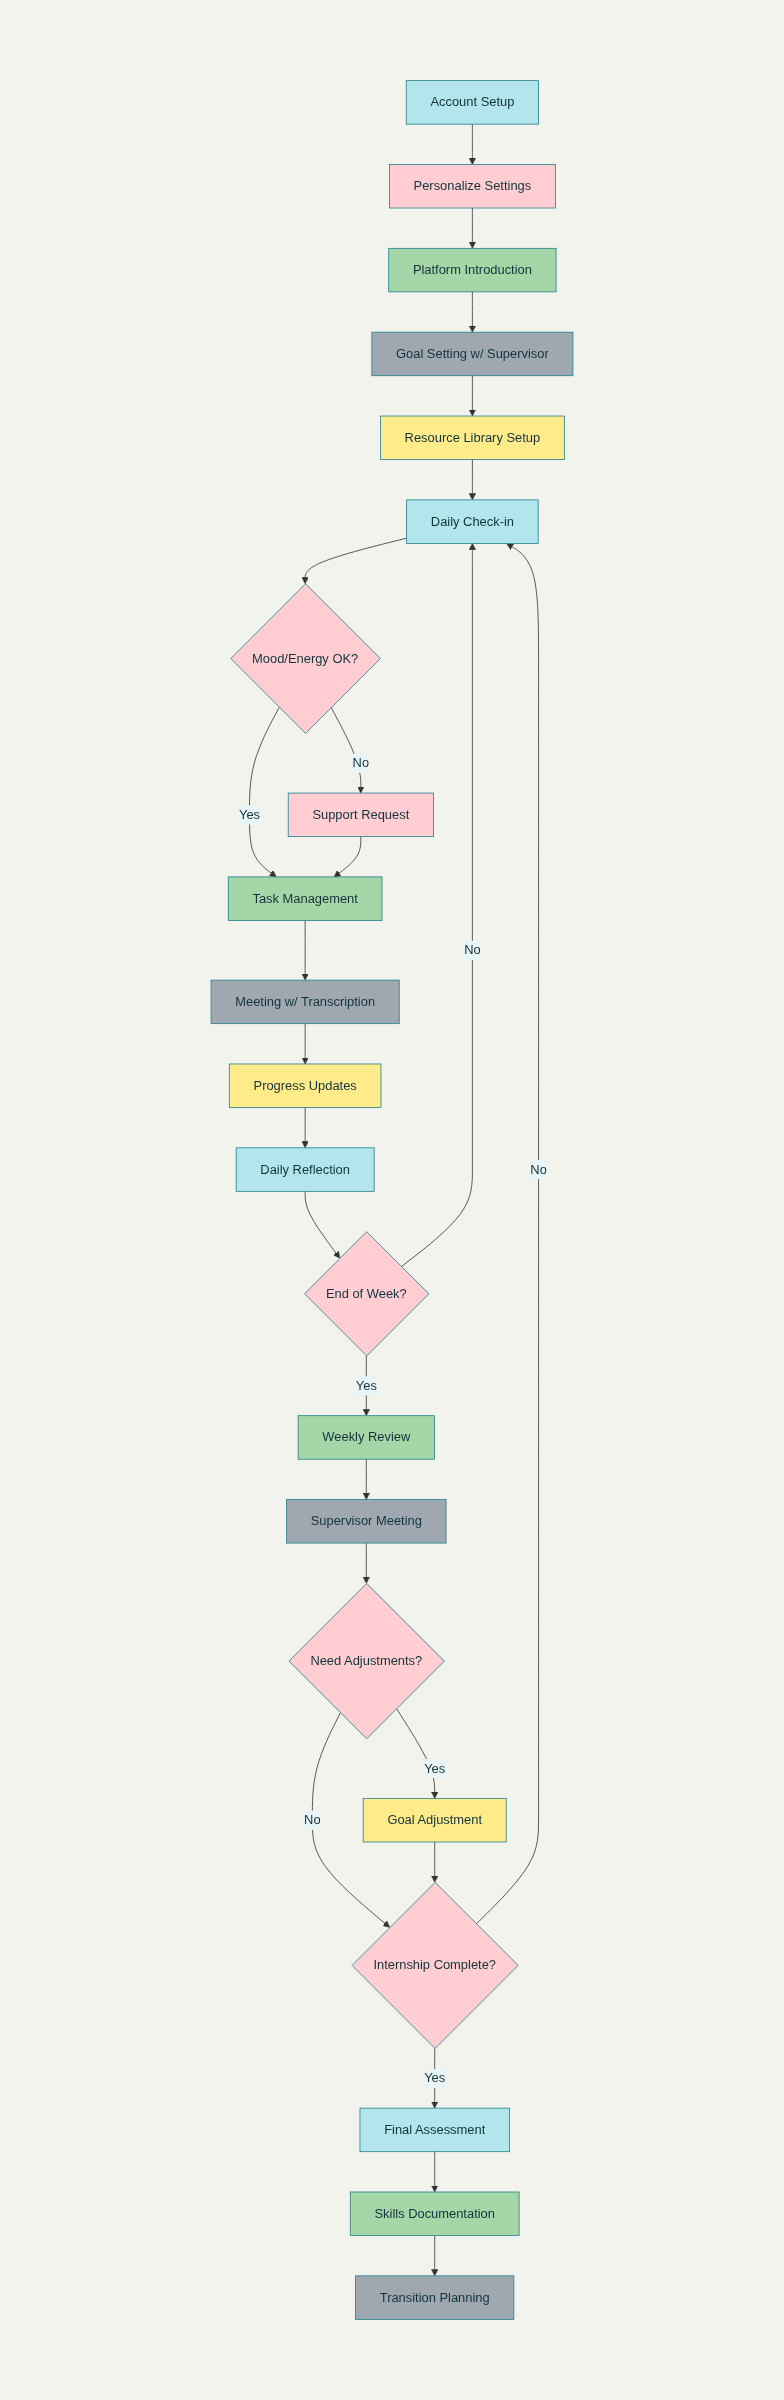 Account Setup
Personalize Settings
Platform Introduction
Goal Setting w/ Supervisor
Resource Library Setup
Daily Check-in
Mood/Energy OK?
No
Yes
Support Request
Task Management
No
Meeting w/ Transcription
Progress Updates
Daily Reflection
No
End of Week?
Yes
Weekly Review
Supervisor Meeting
Need Adjustments?
Yes
No
Goal Adjustment
Internship Complete?
Yes
Final Assessment
Skills Documentation
Transition Planning